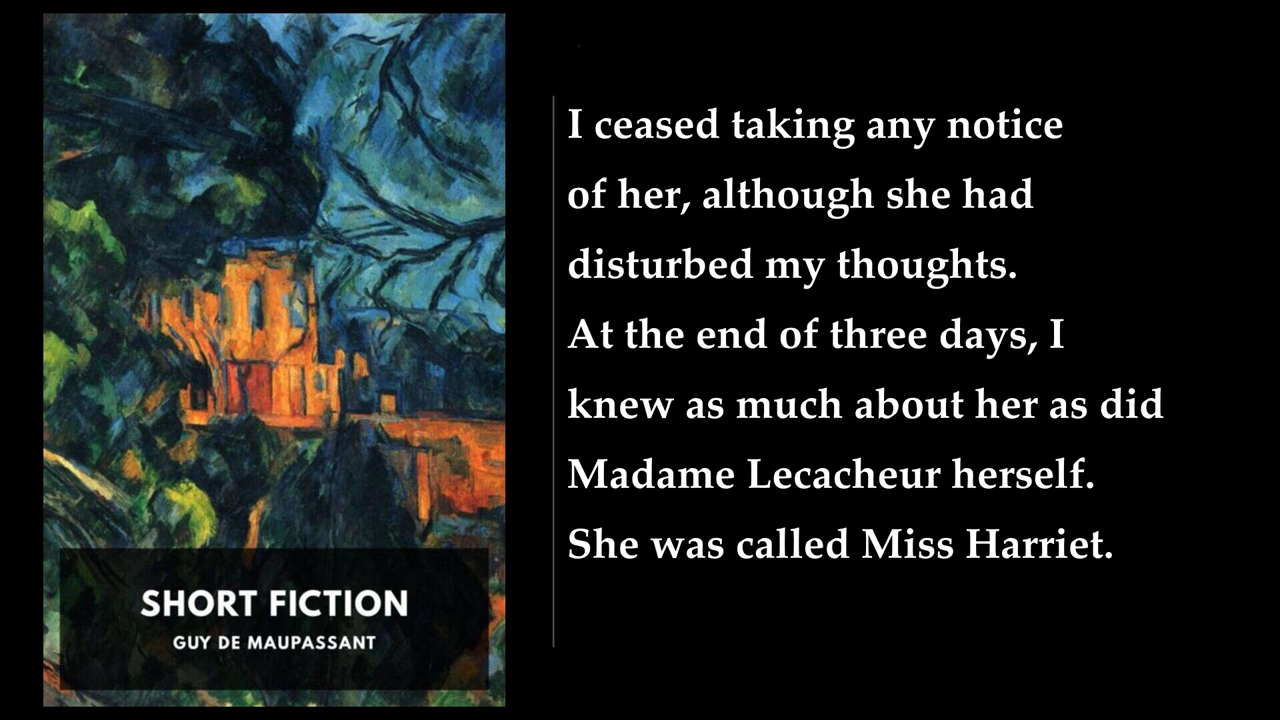 SHORT FICTION
GUY DE MAUPASSANT
I ceased taking any notice
of her, although she had
disturbed my thoughts.
At the end of three days, I
knew as much about her as did
Madame Lecacheur herself.
She was called Miss Harriet.